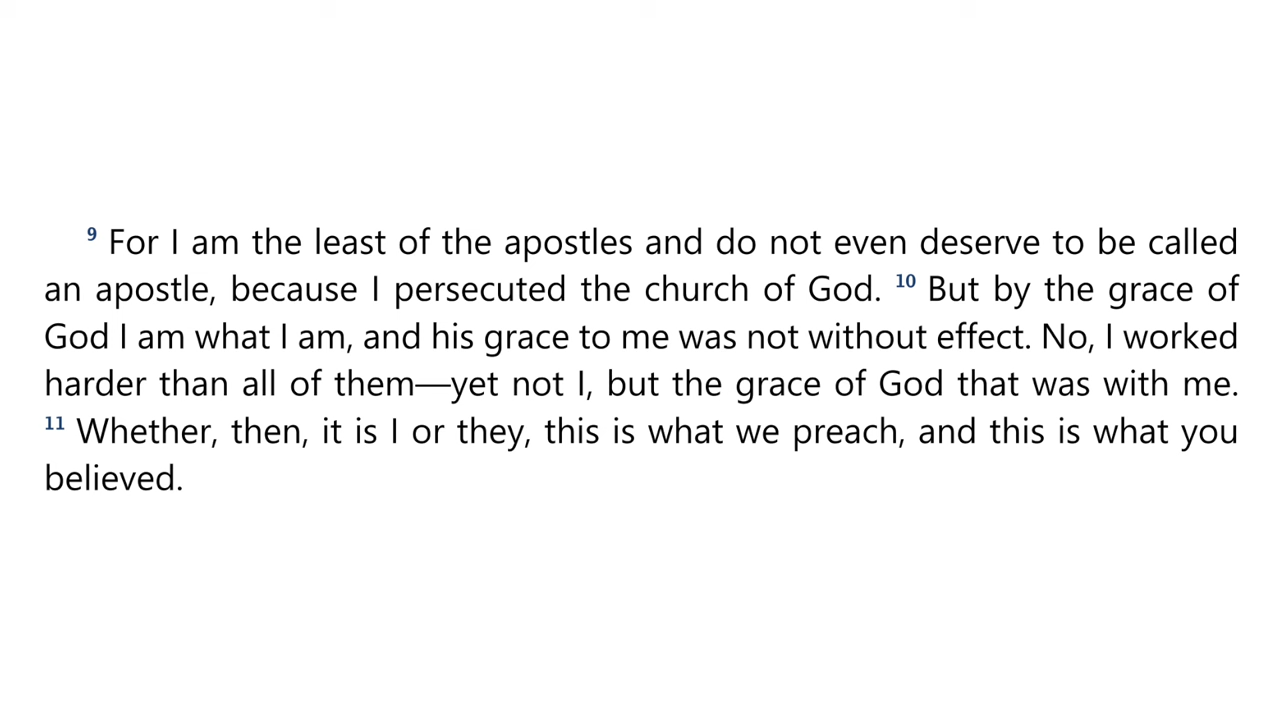 9 For I am the least of the apostles and do not even deserve to be called
an apostle, because I persecuted the church of God. 10 But by the grace of
God I am what I am, and his grace to me was not without effect. No, I worked
harder than all of them—yet not I, but the grace of God that was with me.
11 Whether, then, it is I or they, this is what we preach, and this is what you
believed.